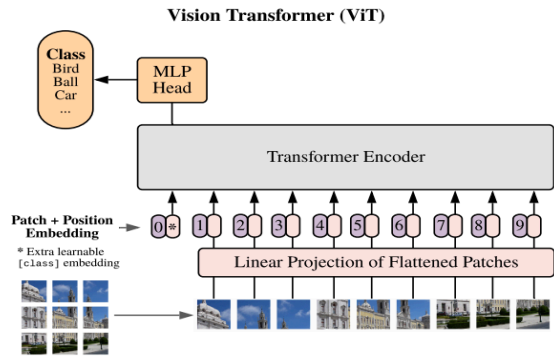 Vision Transformer (ViT)
Class
Bird
Ball
Car
...
MLP
Head
Transformer Encoder
Patch + Position
Embedding
0 * 1 2 3 4 5 6 7 8 9
* Extra learnable
[class] embedding
Linear Projection of Flattened Patches